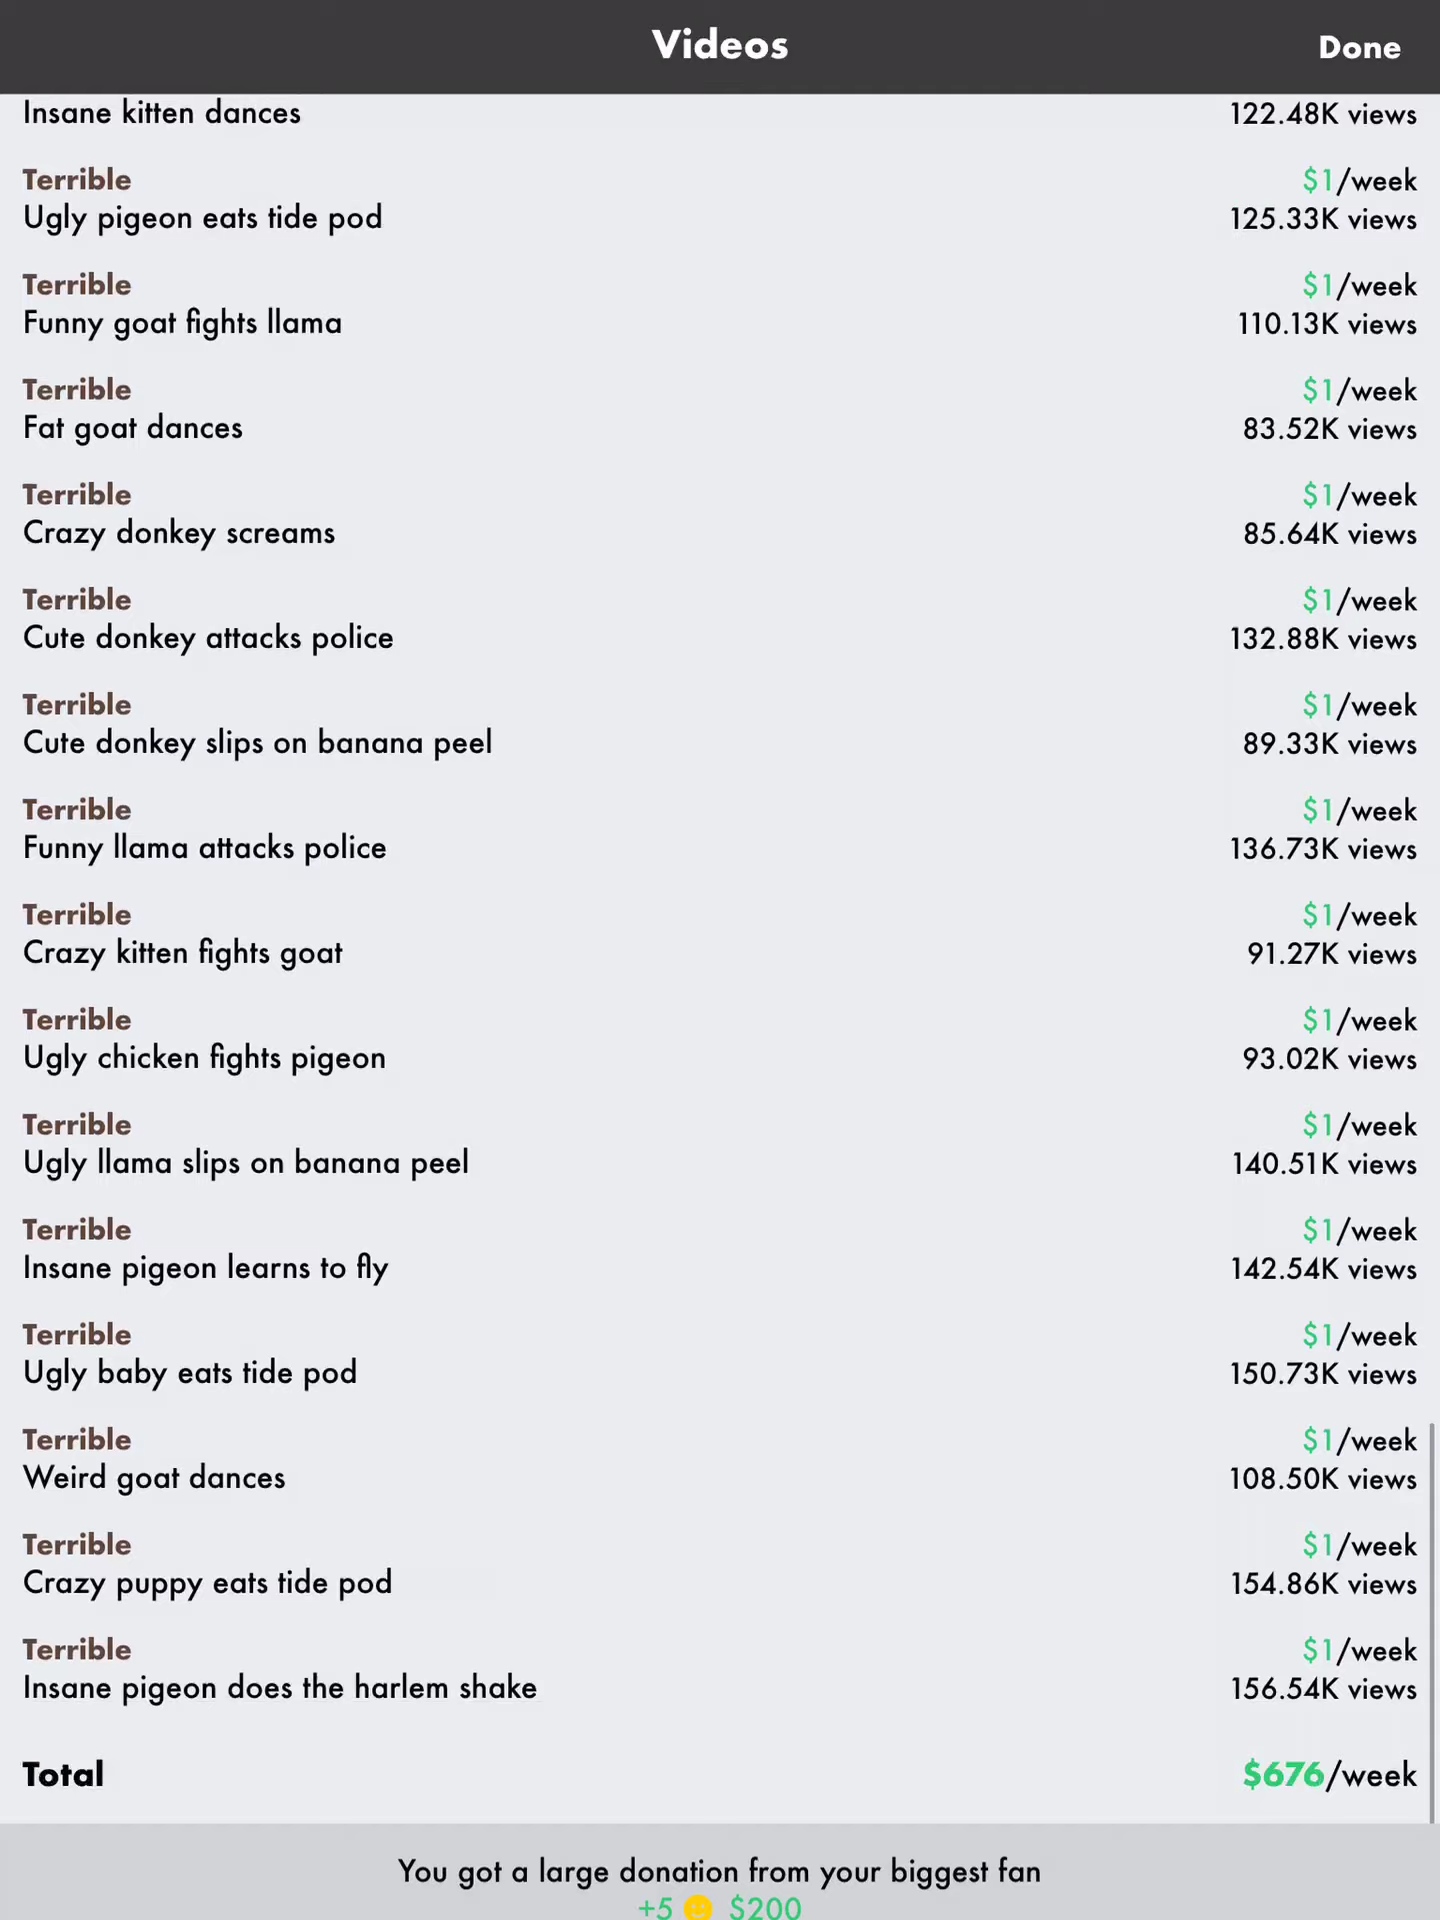 Videos Done
Insane kitten dances 122.48K views
Terrible $1/week
Ugly pigeon eats tide pod 125.33K views
Terrible $1/week
Funny goat fights llama 110.13K views
Terrible $1/week
Fat goat dances 83.52K views
Terrible $1/week
Crazy donkey screams 85.64K views
Terrible $1/week
Cute donkey attacks police 132.88K views
Terrible $1/week
Cute donkey slips on banana peel 89.33K views
Terrible $1/week
Funny llama attacks police 136.73K views
Terrible $1/week
Crazy kitten fights goat 91.27K views
Terrible $1/week
Ugly chicken fights pigeon 93.02K views
Terrible $1/week
Ugly llama slips on banana peel 140.51K views
Terrible $1/week
Insane pigeon learns to fly 142.54K views
Terrible $1/week
Ugly baby eats tide pod 150.73K views
Terrible $1/week
Weird goat dances 108.50K views
Terrible $1/week
Crazy puppy eats tide pod 154.86K views
Terrible $1/week
Insane pigeon does the harlem shake 156.54K views
Total $676/week
You got a large donation from your biggest fan
+5 🙂 $200